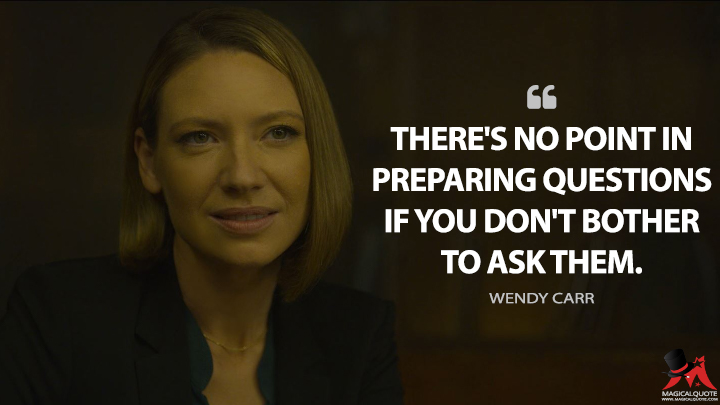 THERE'S NO POINT IN
PREPARING QUESTIONS
IF YOU DON'T BOTHER
TO ASK THEM.
WENDY CARR
MAGICALQUOTE
WWW.MAGICALQUOTE.COM